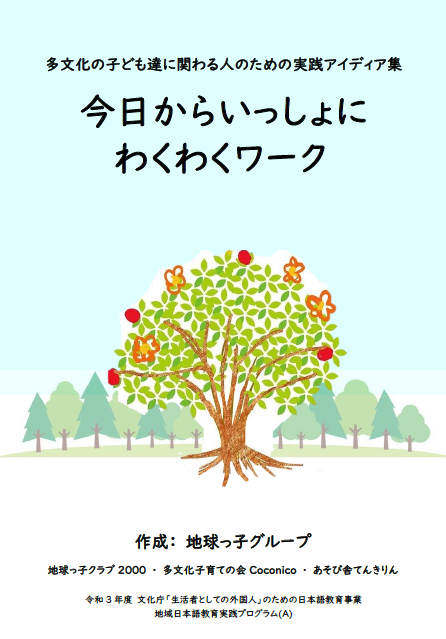 多文化の子ども達に関わる人のための実践アイディア集
今日からいっしょに
わくわくワーク
作成： 地球っ子グループ
地球っ子クラブ 2000 ・ 多文化子育ての会 Coconico ・ あそび舎てんきりん
令和 3 年度 文化庁「生活者としての外国人」のための日本語教育事業
地域日本語教育実践プログラム(A)